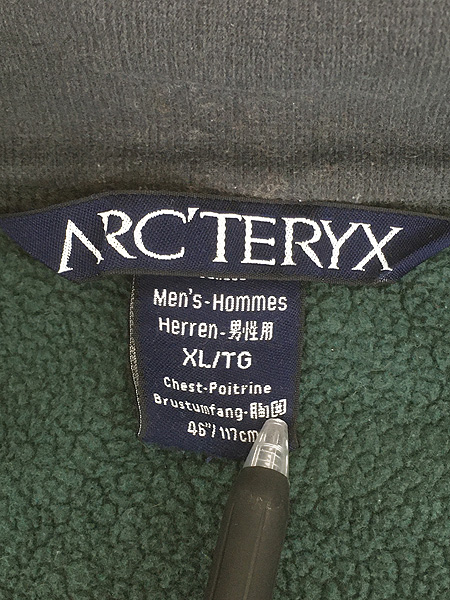 ARC'TERYX
Men's-Hommes
Herren-男性用
XL/TG
Chest-Poitrine
Brustumfang-胸囲
46"/117cm